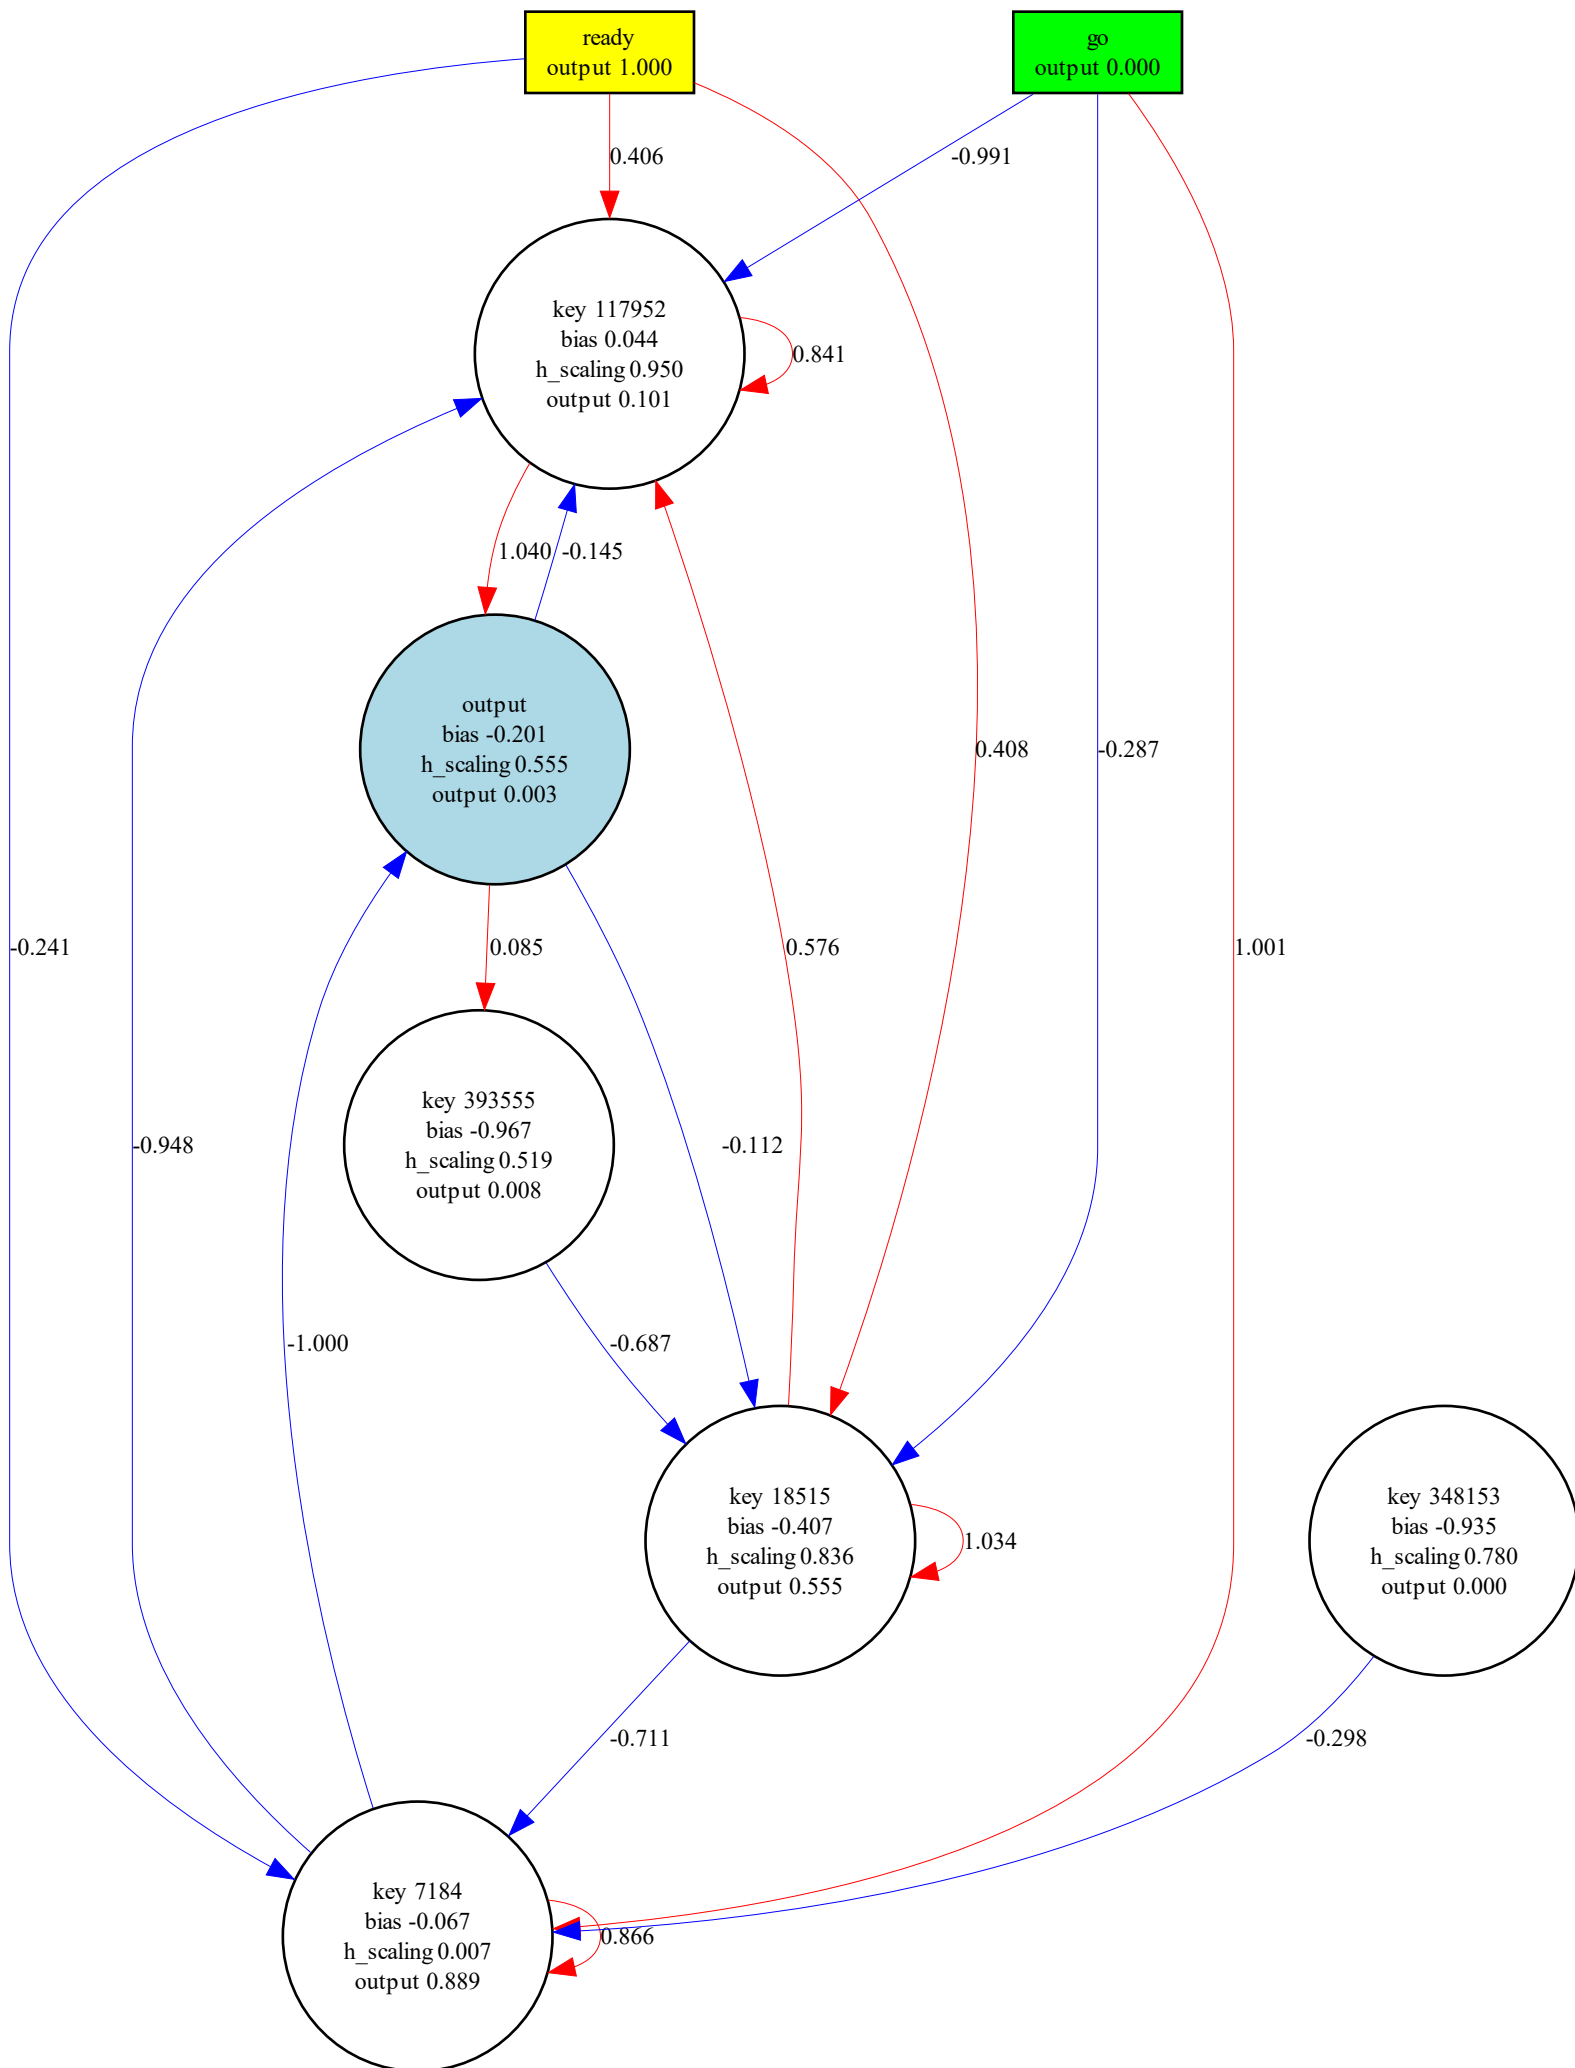 ready
output 1.000
go
output 0.000
0.406
-0.991
key 117952
bias 0.044
h_scaling 0.950
output 0.101
0.841
1.040
-0.145
output
bias -0.201
h_scaling 0.555
output 0.003
0.408
-0.287
-0.241
0.085
0.576
1.001
key 393555
bias -0.967
h_scaling 0.519
output 0.008
-0.948
-0.112
-1.000
-0.687
key 18515
bias -0.407
h_scaling 0.836
output 0.555
1.034
key 348153
bias -0.935
h_scaling 0.780
output 0.000
-0.711
-0.298
key 7184
bias -0.067
h_scaling 0.007
output 0.889
0.866